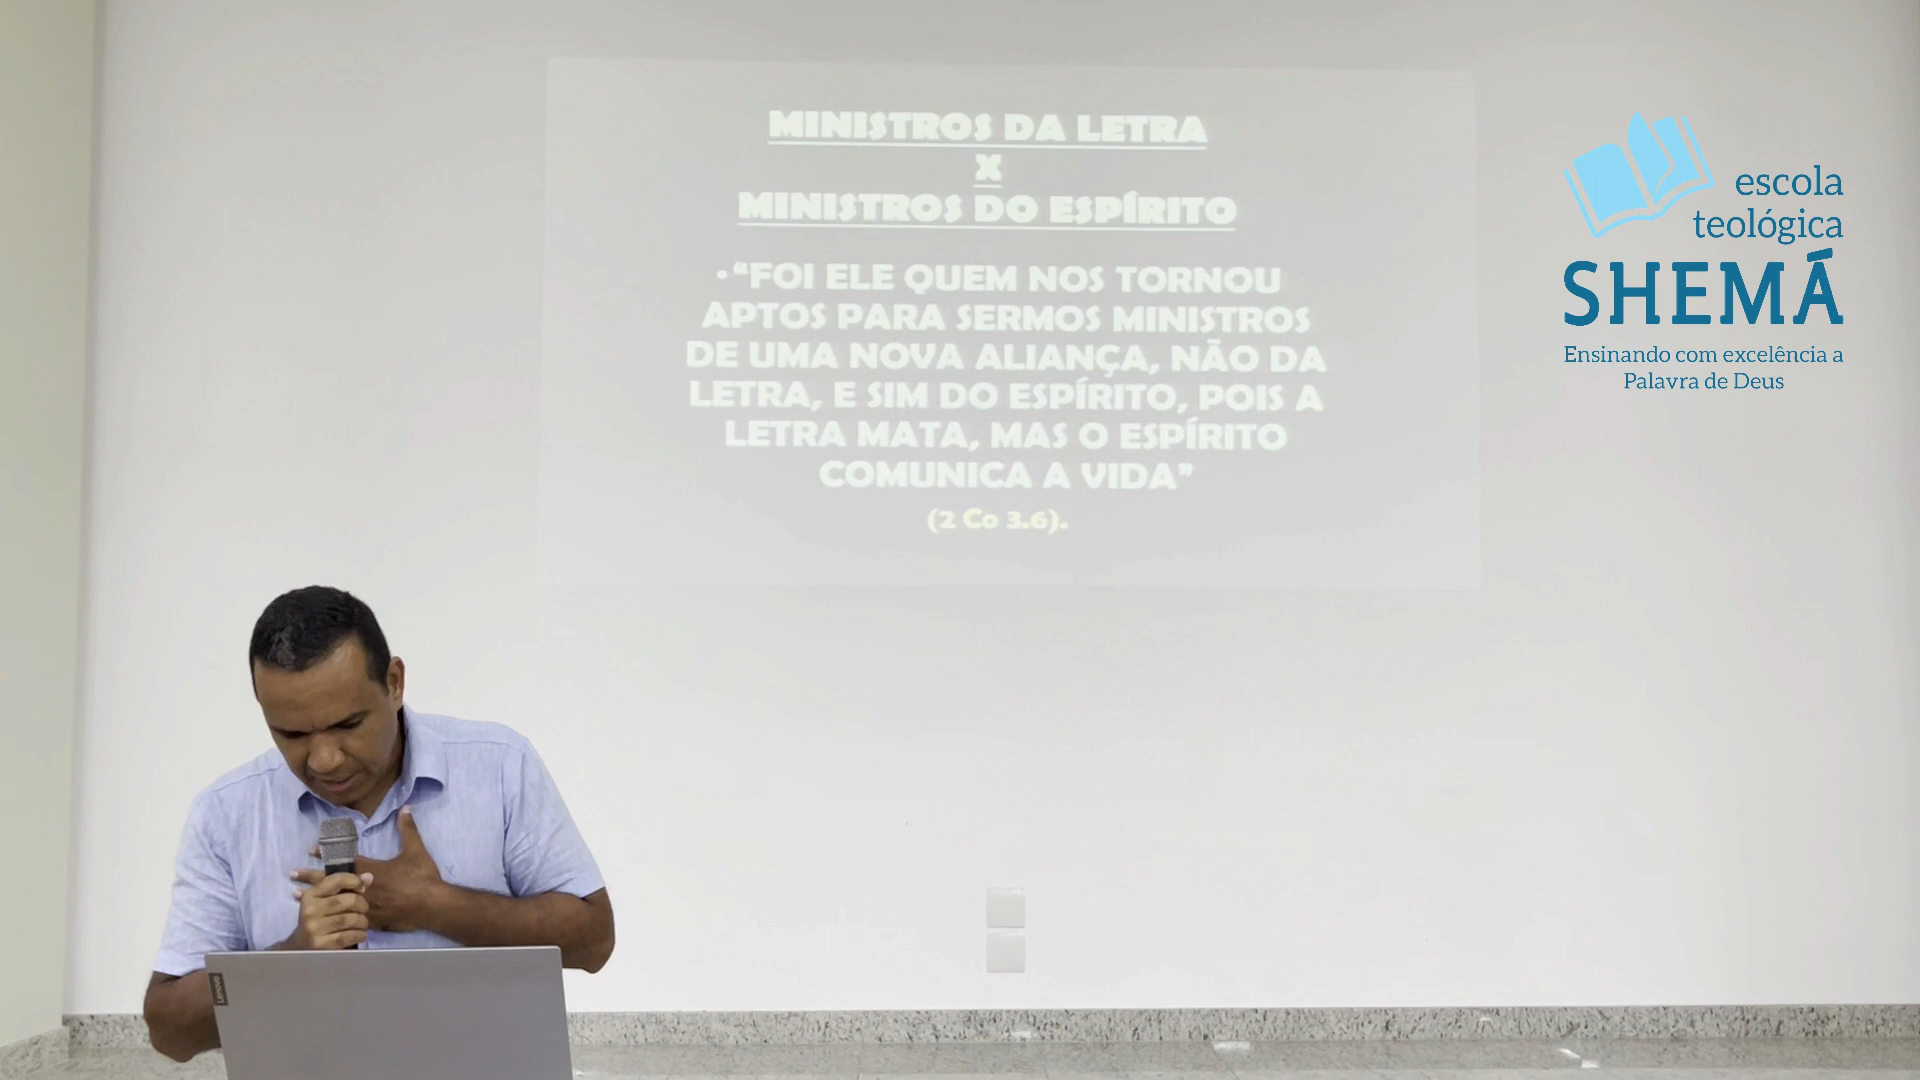 MINISTROS DA LETRA
X
MINISTROS DO ESPÍRITO
•“FOI ELE QUEM NOS TORNOU
APTOS PARA SERMOS MINISTROS
DE UMA NOVA ALIANÇA, NÃO DA
LETRA, E SIM DO ESPÍRITO, POIS A
LETRA MATA, MAS O ESPÍRITO
COMUNICA A VIDA”
(2 Co 3.6).
escola
teológica
SHEMÁ
Ensinando com excelência a
Palavra de Deus
Lenovo